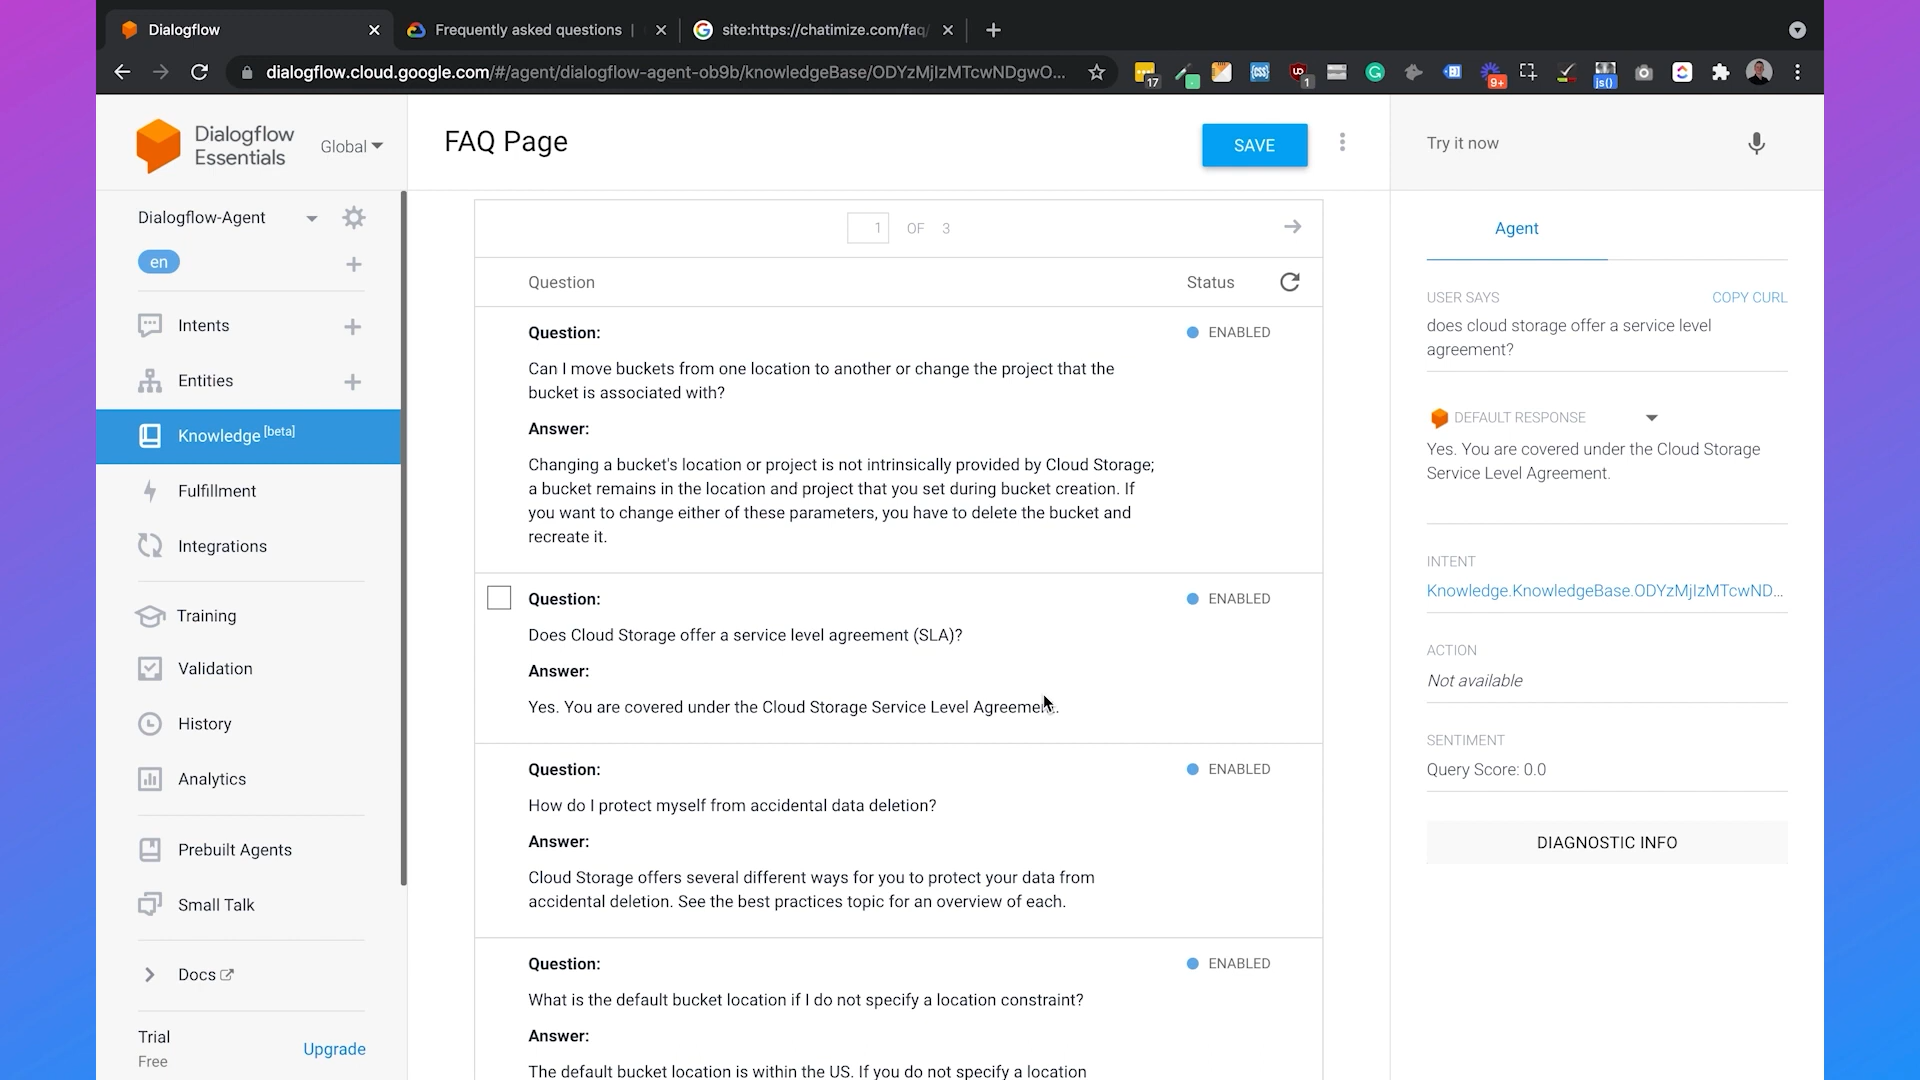 Dialogflow
Frequently asked questions |
site:https://chatimize.com/faq/
dialogflow.cloud.google.com/#/agent/dialogflow-agent-ob9b/knowledgeBase/ODYzMjIzMTcwNDgwO...
17
1
9+
js()
Dialogflow
Essentials
Global
FAQ Page
SAVE
Try it now
Dialogflow-Agent
en
Intents
Entities
Knowledge [beta]
Fulfillment
Integrations
Training
Validation
History
Analytics
Prebuilt Agents
Small Talk
Docs
Trial
Free
Upgrade
1 OF 3
Question Status
Question: ENABLED
Can I move buckets from one location to another or change the project that the
bucket is associated with?
Answer:
Changing a bucket's location or project is not intrinsically provided by Cloud Storage;
a bucket remains in the location and project that you set during bucket creation. If
you want to change either of these parameters, you have to delete the bucket and
recreate it.
Question: ENABLED
Does Cloud Storage offer a service level agreement (SLA)?
Answer:
Yes. You are covered under the Cloud Storage Service Level Agreement.
Question: ENABLED
How do I protect myself from accidental data deletion?
Answer:
Cloud Storage offers several different ways for you to protect your data from
accidental deletion. See the best practices topic for an overview of each.
Question: ENABLED
What is the default bucket location if I do not specify a location constraint?
Answer:
The default bucket location is within the US. If you do not specify a location
Agent
USER SAYS COPY CURL
does cloud storage offer a service level
agreement?
DEFAULT RESPONSE
Yes. You are covered under the Cloud Storage
Service Level Agreement.
INTENT
Knowledge.KnowledgeBase.ODYzMjIzMTcwND...
ACTION
Not available
SENTIMENT
Query Score: 0.0
DIAGNOSTIC INFO